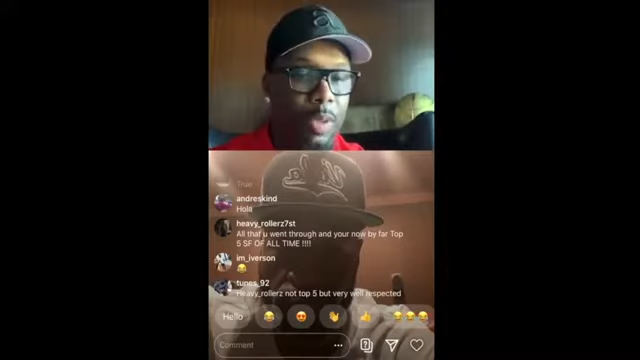 True
andreskind
Hola
heavy_rollerz7st
All that u went through and your now by far Top
5 SF OF ALL TIME !!!!
im_iverson
tunes_92
Heavy_rollerz not top 5 but very well respected
Hello
Comment